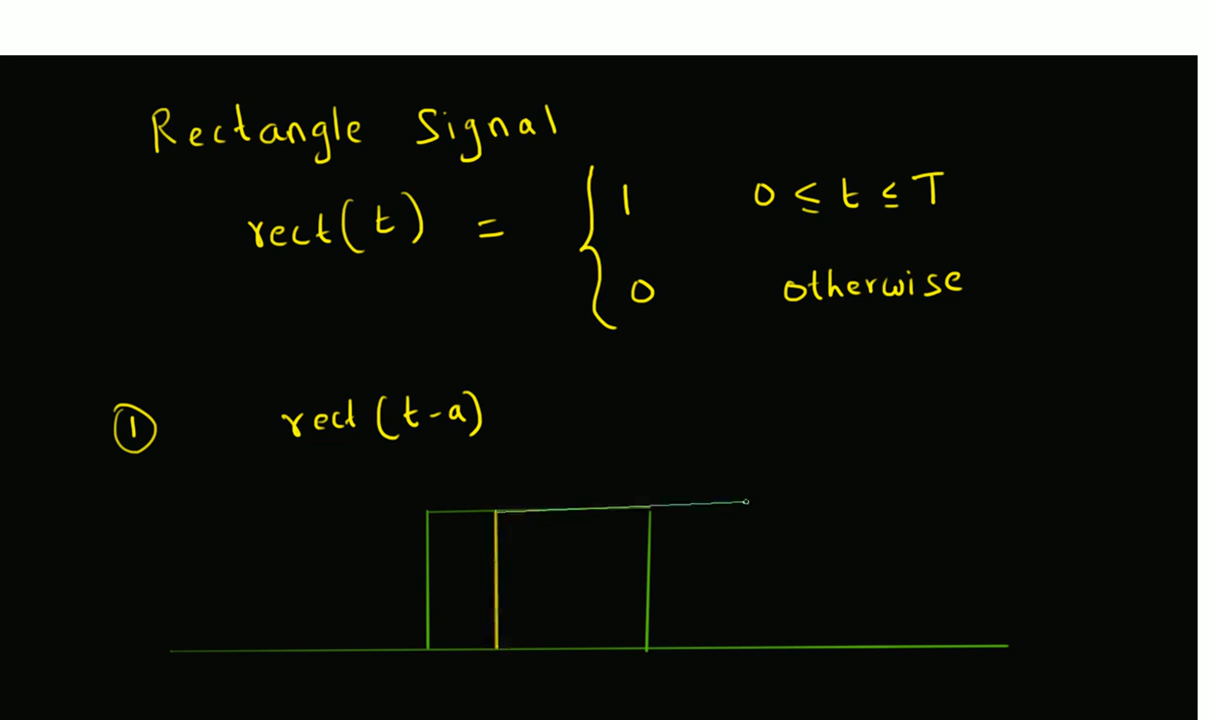 Rectangle Signal
rect(t) = { 1 0 ≤ t ≤ T
0 otherwise
① rect(t-a)